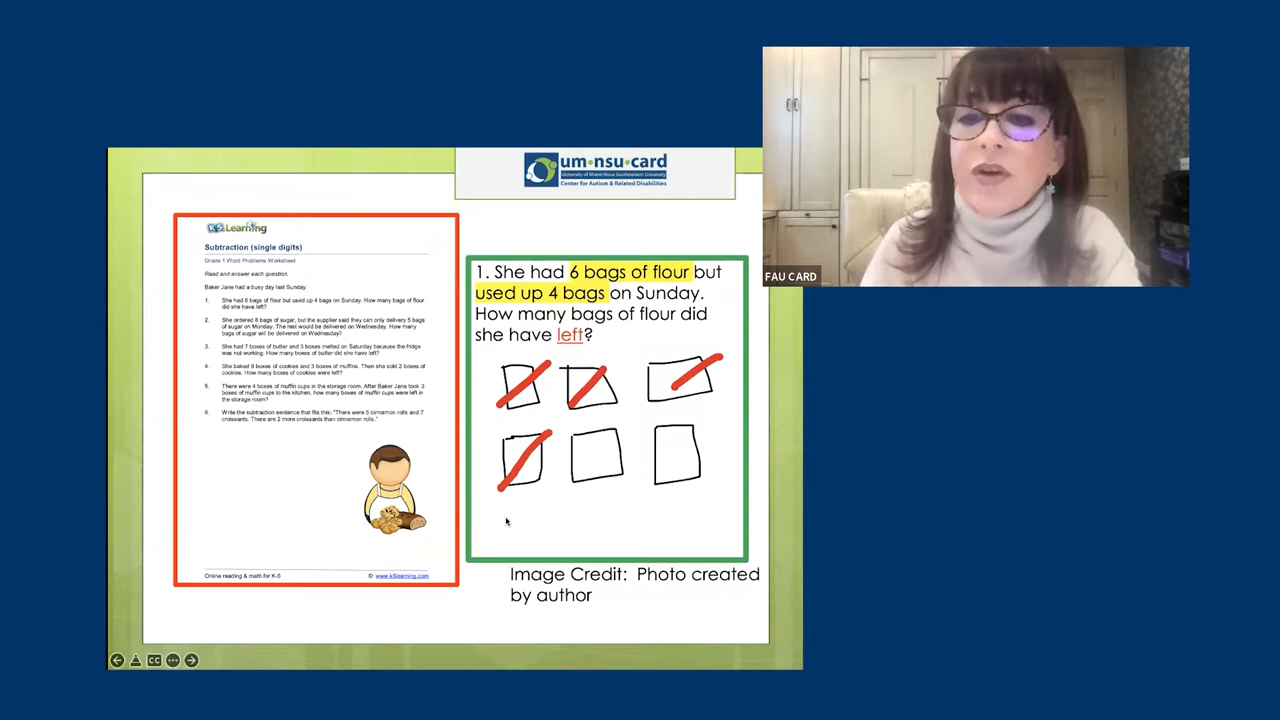 um•nsu•card
University of Miami-Nova Southeastern University
Center for Autism & Related Disabilities
K5 Learning
Subtraction (single digits)
Grade 1 Word Problems Worksheet
Read and answer each question.
Baker Jane had a busy day last Sunday.
1. She had 6 bags of flour but used up 4 bags on Sunday. How many bags of flour
did she have left?
2. She ordered 8 bags of sugar, but the supplier said they can only delivery 5 bags
of sugar on Monday. The rest would be delivered on Wednesday. How many
bags of sugar will be delivered on Wednesday?
3. She had 7 boxes of butter and 3 boxes melted on Saturday because the fridge
was not working. How many boxes of butter did she have left?
4. She baked 9 boxes of cookies and 3 boxes of muffins. Then she sold 2 boxes of
cookies. How many boxes of cookies were left?
5. There were 4 boxes of muffin cups in the storage room. After Baker Jane took 3
boxes of muffin cups to the kitchen, how many boxes of muffin cups were left in
the storage room?
6. Write the subtraction sentence that fits this: "There were 5 cinnamon rolls and 7
croissants. There are 2 more croissants than cinnamon rolls."
Online reading & math for K-5 © www.k5learning.com
1. She had 6 bags of flour but
used up 4 bags on Sunday.
How many bags of flour did
she have left?
Image Credit: Photo created
by author
CC
FAU CARD